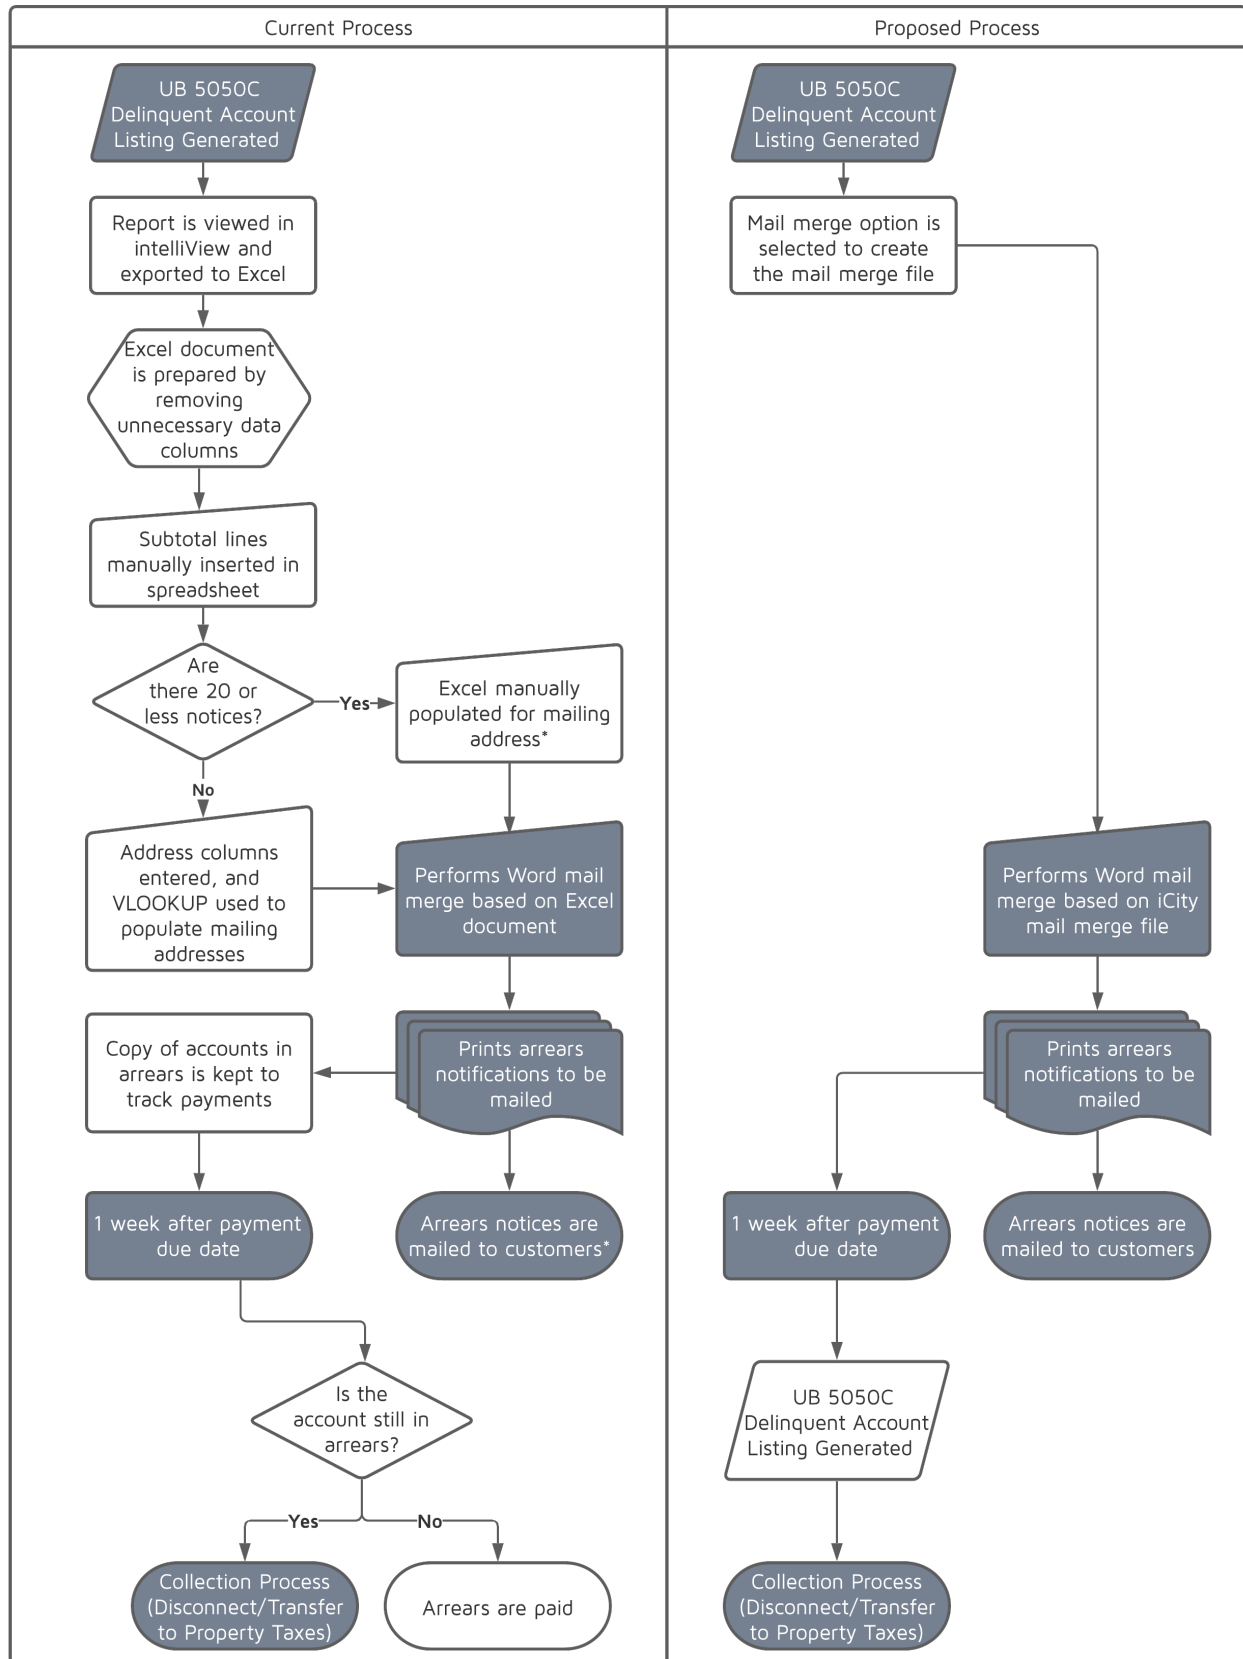 Current Process
UB 5050C
Delinquent Account
Listing Generated
Report is viewed in
intelliView and
exported to Excel
Excel document
is prepared by
removing
unnecessary data
columns
Subtotal lines
manually inserted in
spreadsheet
Are
there 20 or
less notices?
Yes
Excel manually
populated for mailing
address*
No
Address columns
entered, and
VLOOKUP used to
populate mailing
addresses
Performs Word mail
merge based on Excel
document
Copy of accounts in
arrears is kept to
track payments
Prints arrears
notifications to be
mailed
1 week after payment
due date
Arrears notices are
mailed to customers*
Is the
account still in
arrears?
Yes
No
Collection Process
(Disconnect/Transfer
to Property Taxes)
Arrears are paid
Proposed Process
UB 5050C
Delinquent Account
Listing Generated
Mail merge option is
selected to create
the mail merge file
Performs Word mail
merge based on iCity
mail merge file
Prints arrears
notifications to be
mailed
1 week after payment
due date
Arrears notices are
mailed to customers
UB 5050C
Delinquent Account
Listing Generated
Collection Process
(Disconnect/Transfer
to Property Taxes)